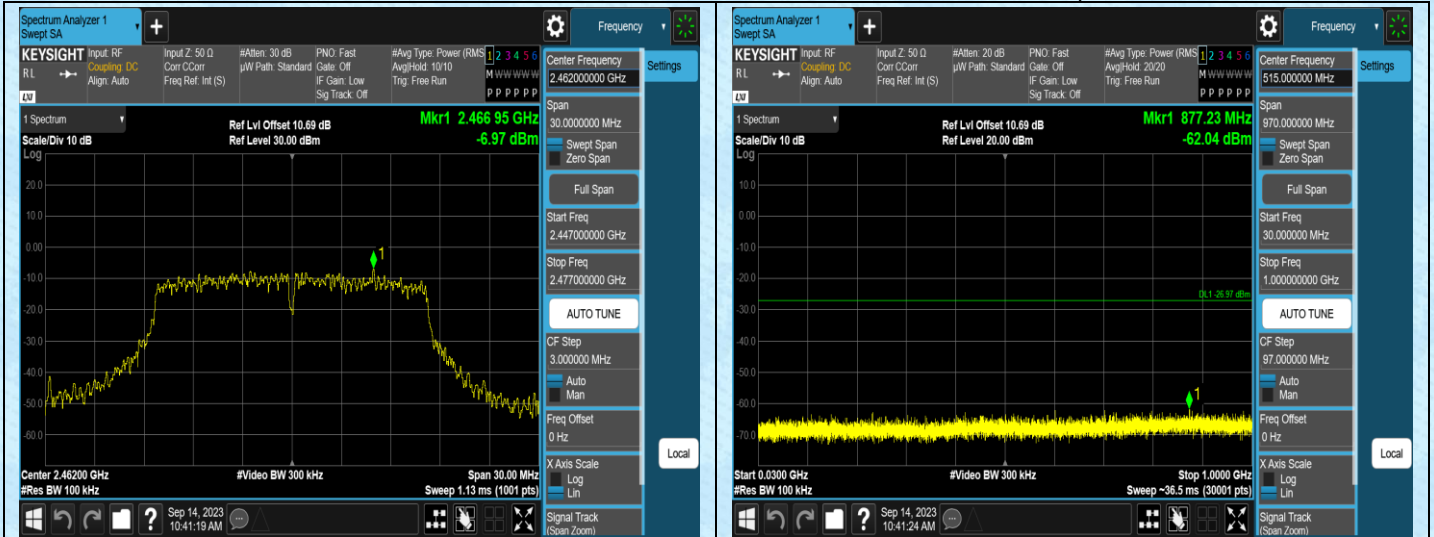 Spectrum Analyzer 1
Swept SA
+
Frequency
KEYSIGHT
RL
LXI
Input: RF
Coupling: DC
Align: Auto
Input Z: 50 Ω
Corr CCorr
Freq Ref: Int (S)
#Atten: 30 dB
µW Path: Standard
PNO: Fast
Gate: Off
IF Gain: Low
Sig Track: Off
#Avg Type: Power (RMS
Avg|Hold: 10/10
Trig: Free Run
1 2 3 4 5 6
M W W W W W
P P P P P P
Center Frequency
2.462000000 GHz
Settings
1 Spectrum
Scale/Div 10 dB
Log
Ref Lvl Offset 10.69 dB
Ref Level 30.00 dBm
Mkr1 2.466 95 GHz
-6.97 dBm
Span
30.0000000 MHz
Swept Span
Zero Span
Full Span
Start Freq
2.447000000 GHz
Stop Freq
2.477000000 GHz
AUTO TUNE
CF Step
3.000000 MHz
Auto
Man
Freq Offset
0 Hz
X Axis Scale
Log
Lin
Signal Track
(Span Zoom)
Local
20.0
10.0
0.00
-10.0
-20.0
-30.0
-40.0
-50.0
-60.0
1
Center 2.46200 GHz
#Res BW 100 kHz
#Video BW 300 kHz
Span 30.00 MHz
Sweep 1.13 ms (1001 pts)
?
Sep 14, 2023
10:41:19 AM
Spectrum Analyzer 1
Swept SA
+
Frequency
KEYSIGHT
RL
LXI
Input: RF
Coupling: DC
Align: Auto
Input Z: 50 Ω
Corr CCorr
Freq Ref: Int (S)
#Atten: 20 dB
µW Path: Standard
PNO: Fast
Gate: Off
IF Gain: Low
Sig Track: Off
#Avg Type: Power (RMS
Avg|Hold: 20/20
Trig: Free Run
1 2 3 4 5 6
M W W W W W
P P P P P P
Center Frequency
515.000000 MHz
Settings
1 Spectrum
Scale/Div 10 dB
Log
Ref Lvl Offset 10.69 dB
Ref Level 20.00 dBm
Mkr1 877.23 MHz
-62.04 dBm
Span
970.000000 MHz
Swept Span
Zero Span
Full Span
Start Freq
30.000000 MHz
Stop Freq
1.000000000 GHz
AUTO TUNE
CF Step
97.000000 MHz
Auto
Man
Freq Offset
0 Hz
X Axis Scale
Log
Lin
Signal Track
(Span Zoom)
Local
10.0
0.00
-10.0
-20.0
-30.0
-40.0
-50.0
-60.0
-70.0
DL1 -26.97 dBm
1
Start 0.0300 GHz
#Res BW 100 kHz
#Video BW 300 kHz
Stop 1.0000 GHz
Sweep ~36.5 ms (30001 pts)
?
Sep 14, 2023
10:41:24 AM